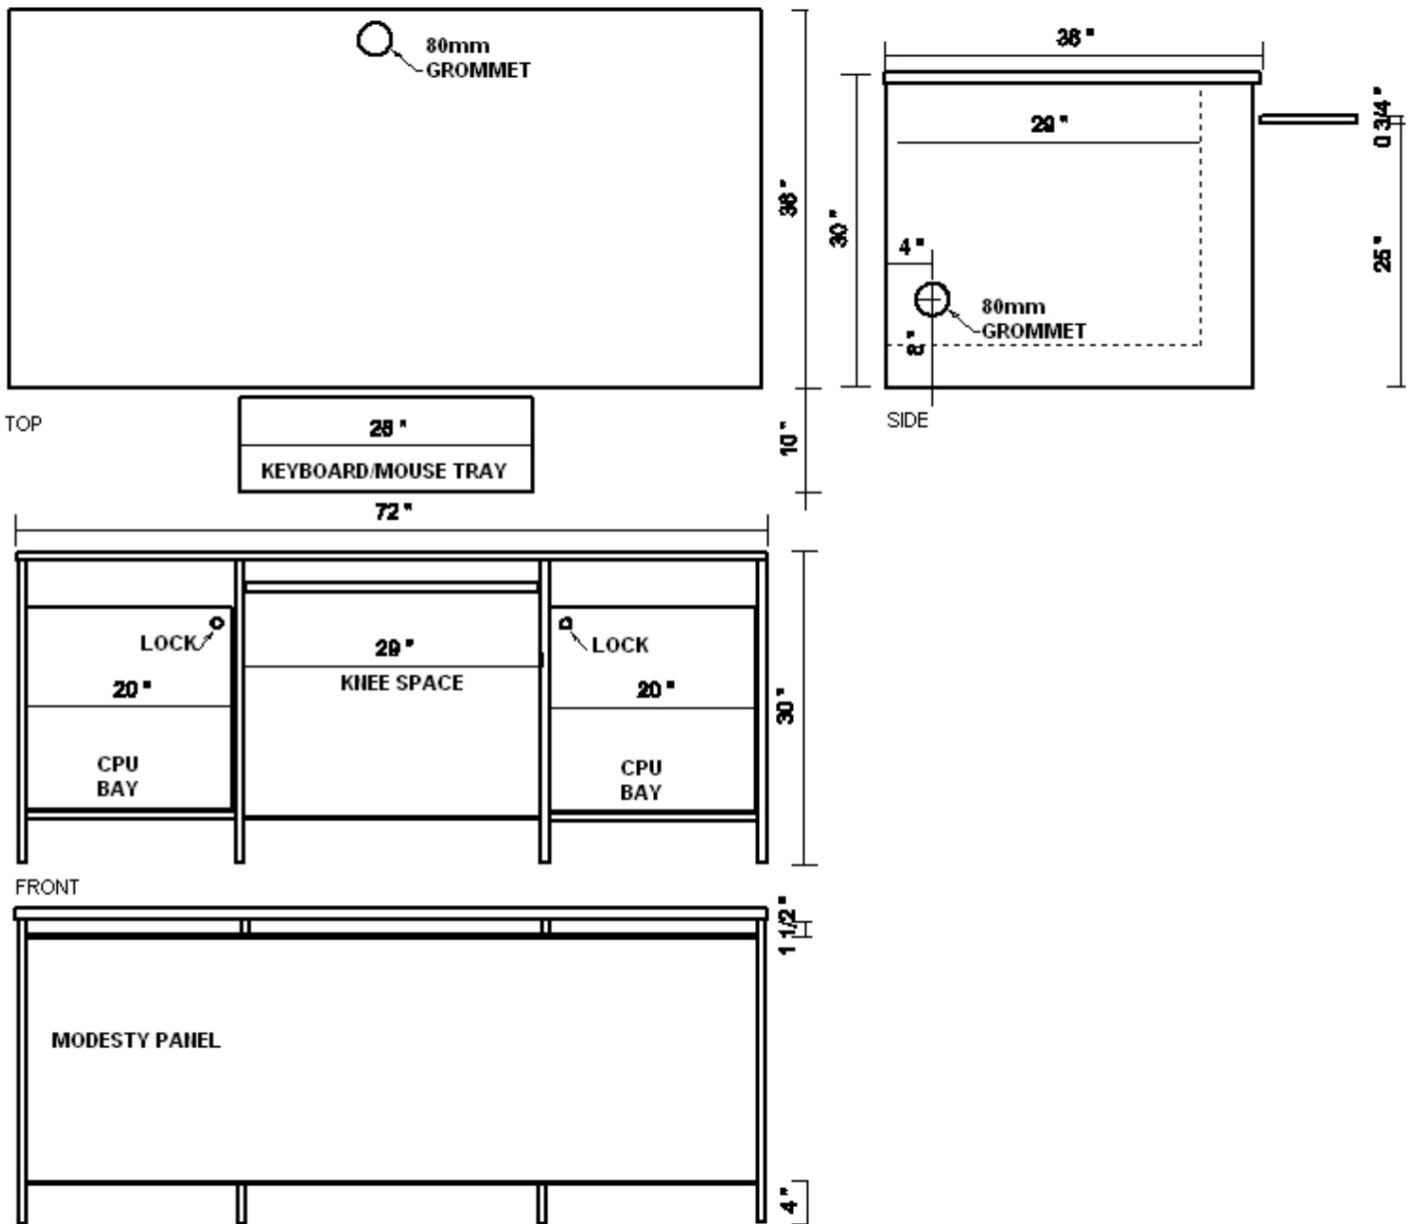 80mm
GROMMET
36"
TOP
28"
KEYBOARD/MOUSE TRAY
10"
36"
29"
30"
4"
80mm
GROMMET
8"
0 3/4"
25"
SIDE
72"
LOCK
20"
CPU
BAY
29"
KNEE SPACE
LOCK
20"
CPU
BAY
30"
FRONT
1 1/2"
MODESTY PANEL
4"